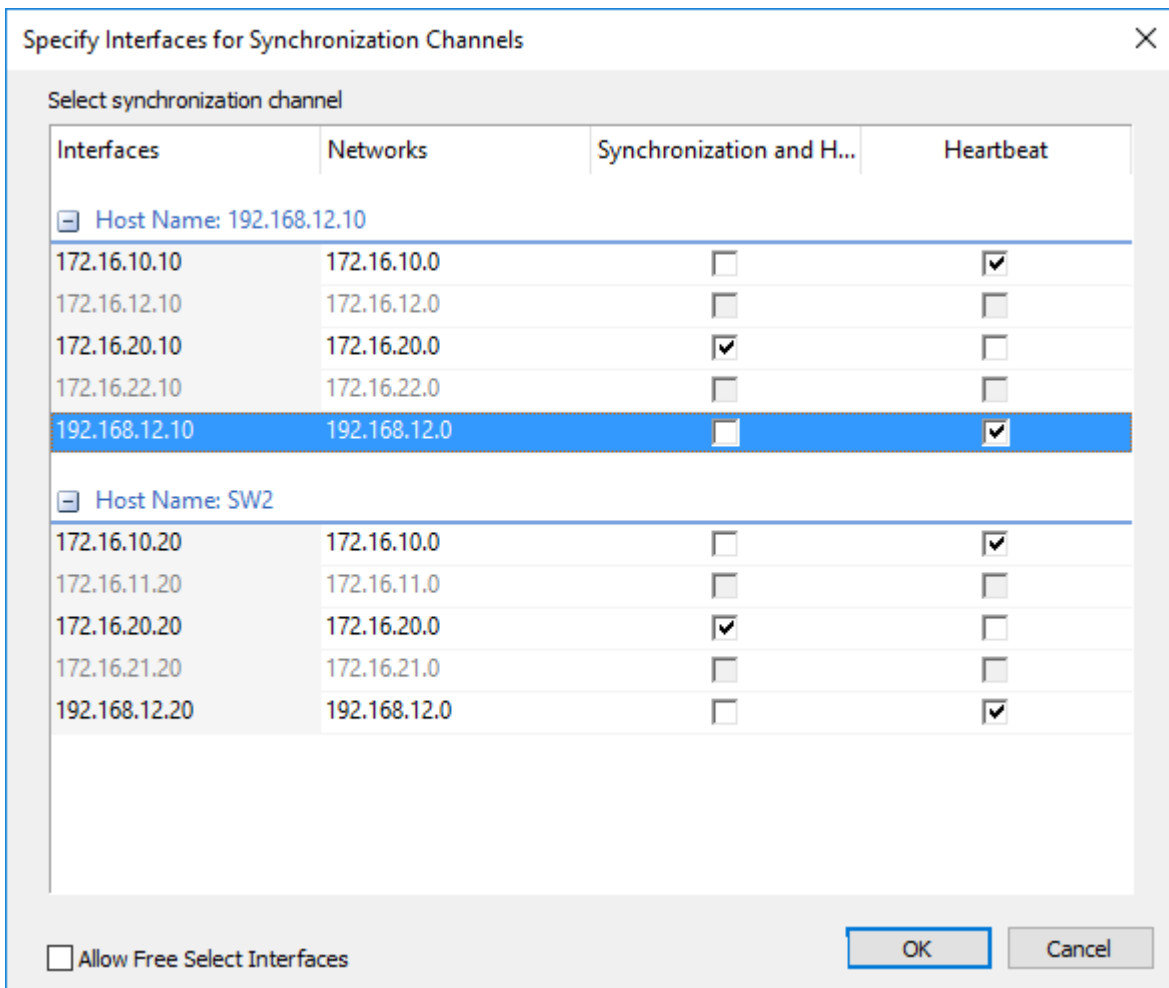 Specify Interfaces for Synchronization Channels
Select synchronization channel
Interfaces Networks Synchronization and H... Heartbeat
Host Name: 192.168.12.10
172.16.10.10 172.16.10.0
172.16.12.10 172.16.12.0
172.16.20.10 172.16.20.0
172.16.22.10 172.16.22.0
192.168.12.10 192.168.12.0
Host Name: SW2
172.16.10.20 172.16.10.0
172.16.11.20 172.16.11.0
172.16.20.20 172.16.20.0
172.16.21.20 172.16.21.0
192.168.12.20 192.168.12.0
Allow Free Select Interfaces OK Cancel